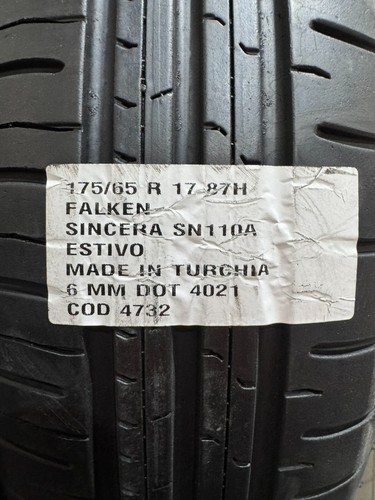 175/65 R 17 87H
FALKEN
SINCERA SN110A
ESTIVO
MADE IN TURCHIA
6 MM DOT 4021
COD 4732